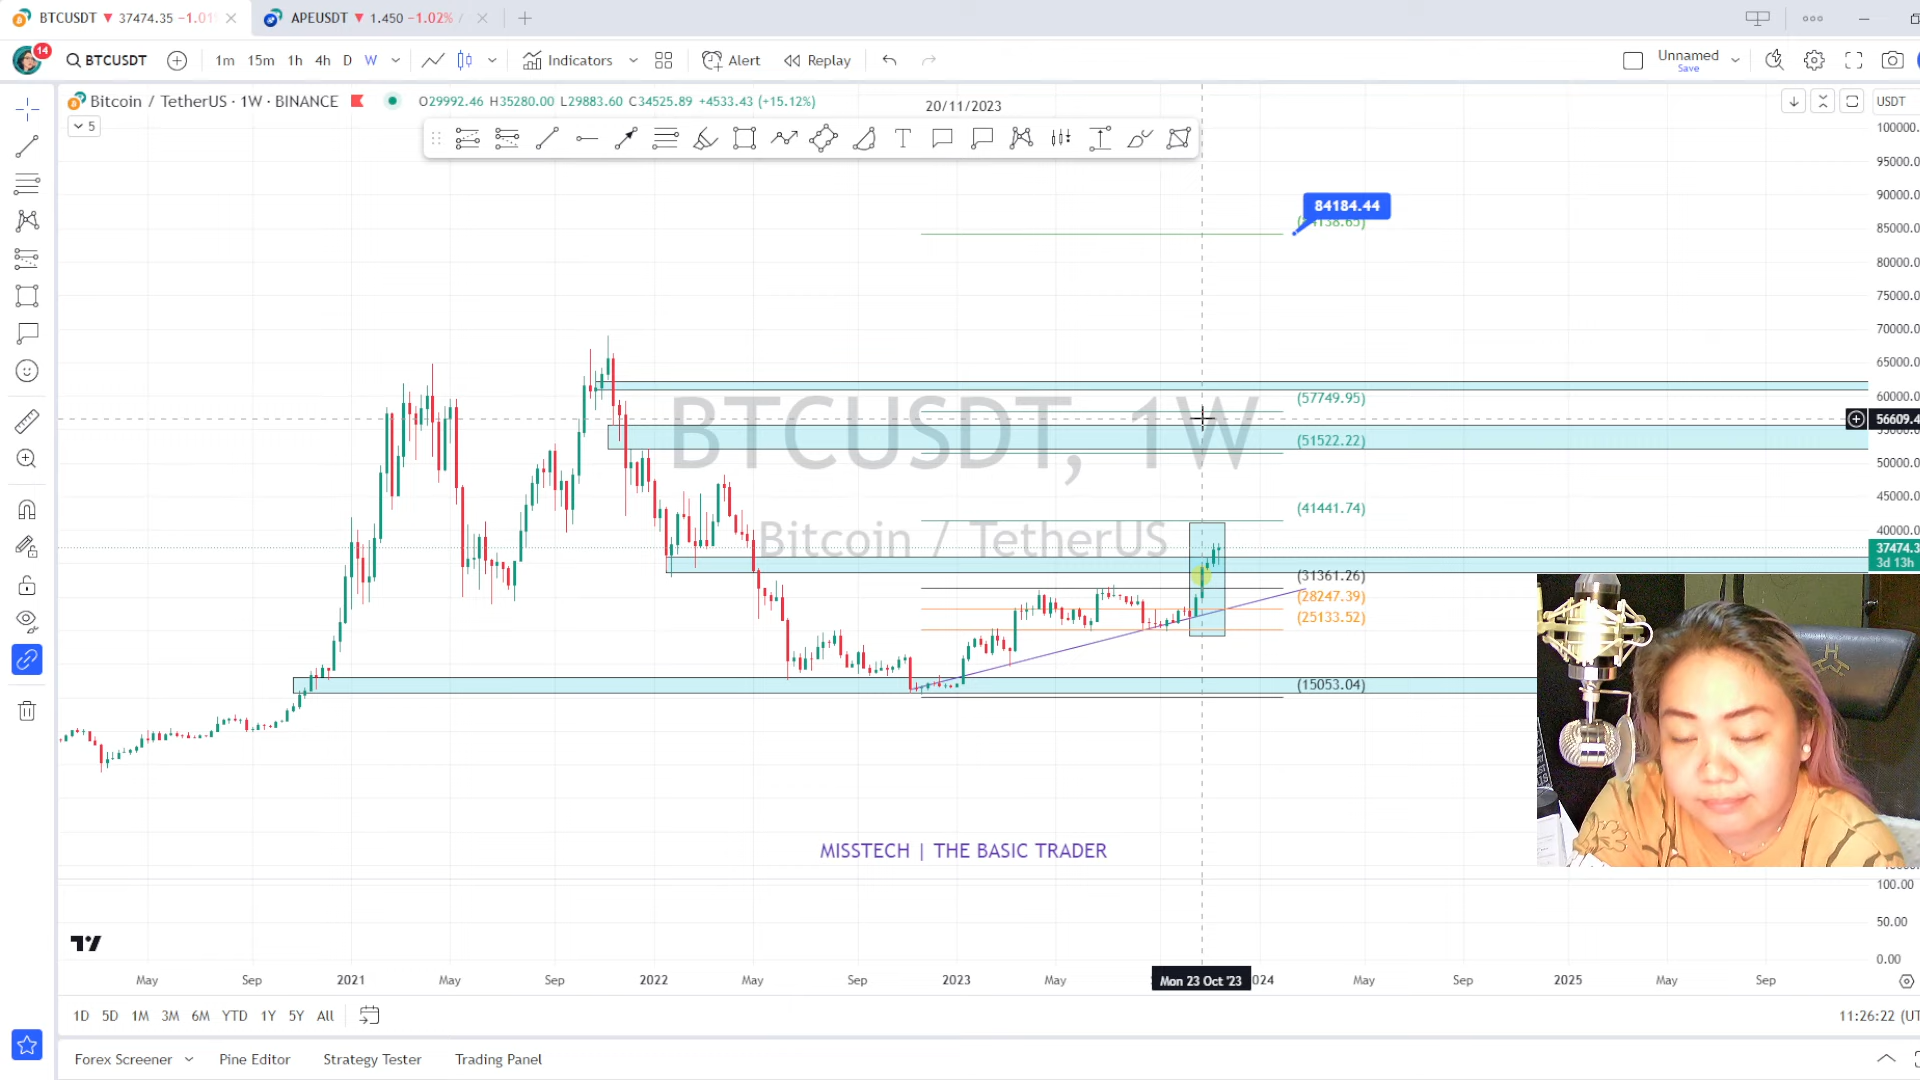 BTCUSDT ▼ 37474.35 −1.01
APEUSDT ▼ 1.450 −1.02% /
14
BTCUSDT
1m 15m 1h 4h D W
Indicators
Alert
Replay
Unnamed
Save
Bitcoin / TetherUS · 1W · BINANCE
O29992.46 H35280.00 L29883.60 C34525.89 +4533.43 (+15.12%)
5
20/11/2023
USDT
100000.
95000.0
90000.0
85000.0
80000.0
75000.0
70000.0
65000.0
60000.0
56609.4
50000.0
45000.0
40000.0
37474.3
3d 13h
84184.44
(57749.95)
(51522.22)
(41441.74)
(31361.26)
(28247.39)
(25133.52)
(15053.04)
BTCUSDT, 1W
Bitcoin / TetherUS
MISSTECH | THE BASIC TRADER
100.00
50.00
0.00
May Sep 2021 May Sep 2022 May Sep 2023 May Mon 23 Oct '23 024 May Sep 2025 May Sep
1D 5D 1M 3M 6M YTD 1Y 5Y All
11:26:22 (UT
Forex Screener Pine Editor Strategy Tester Trading Panel